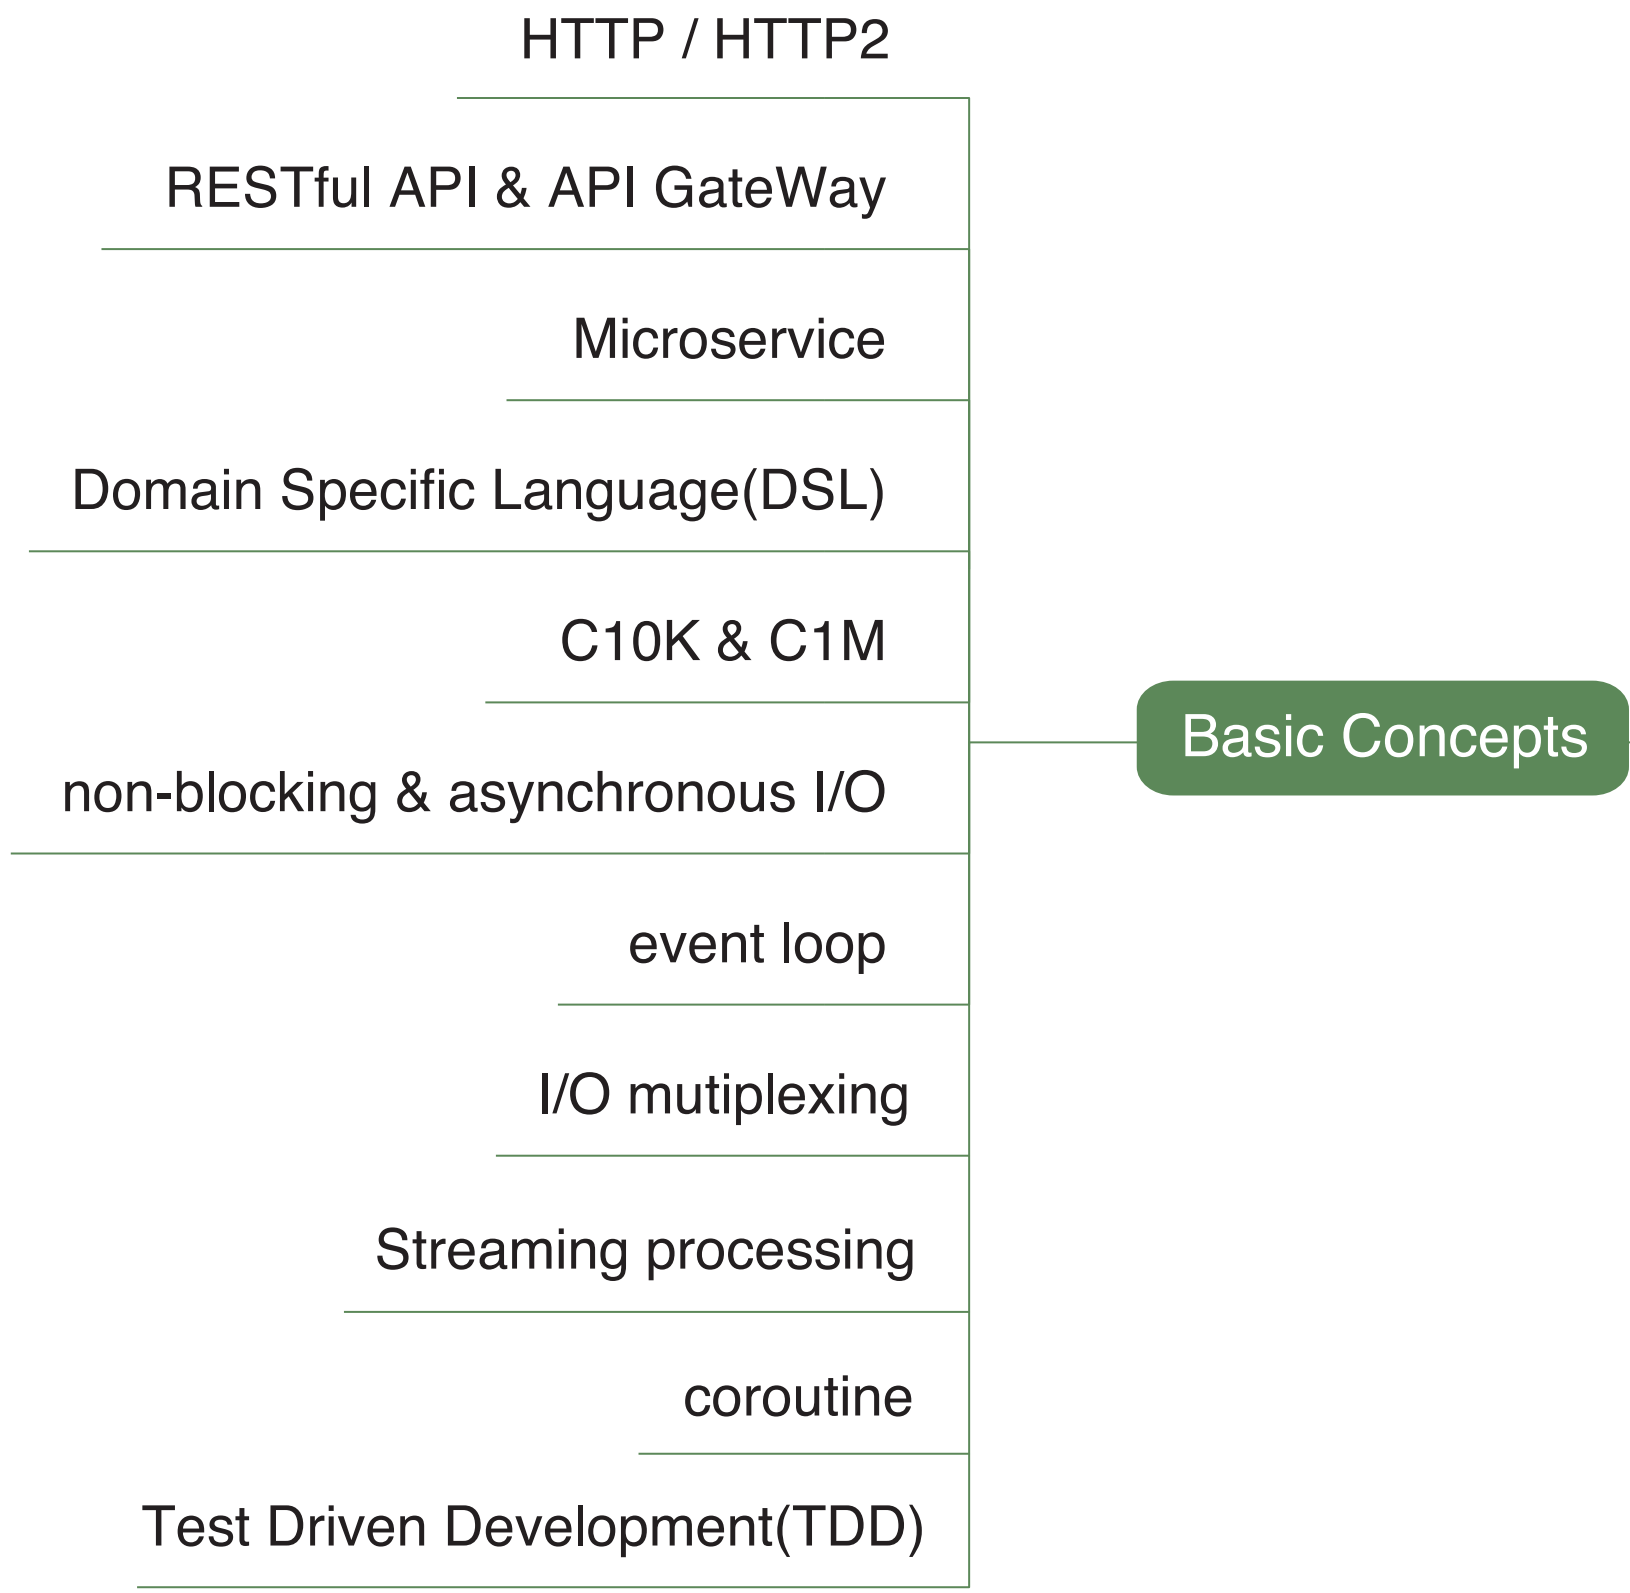 HTTP / HTTP2
RESTful API & API GateWay
Microservice
Domain Specific Language(DSL)
C10K & C1M
Basic Concepts
non-blocking & asynchronous I/O
event loop
I/O mutiplexing
Streaming processing
coroutine
Test Driven Development(TDD)